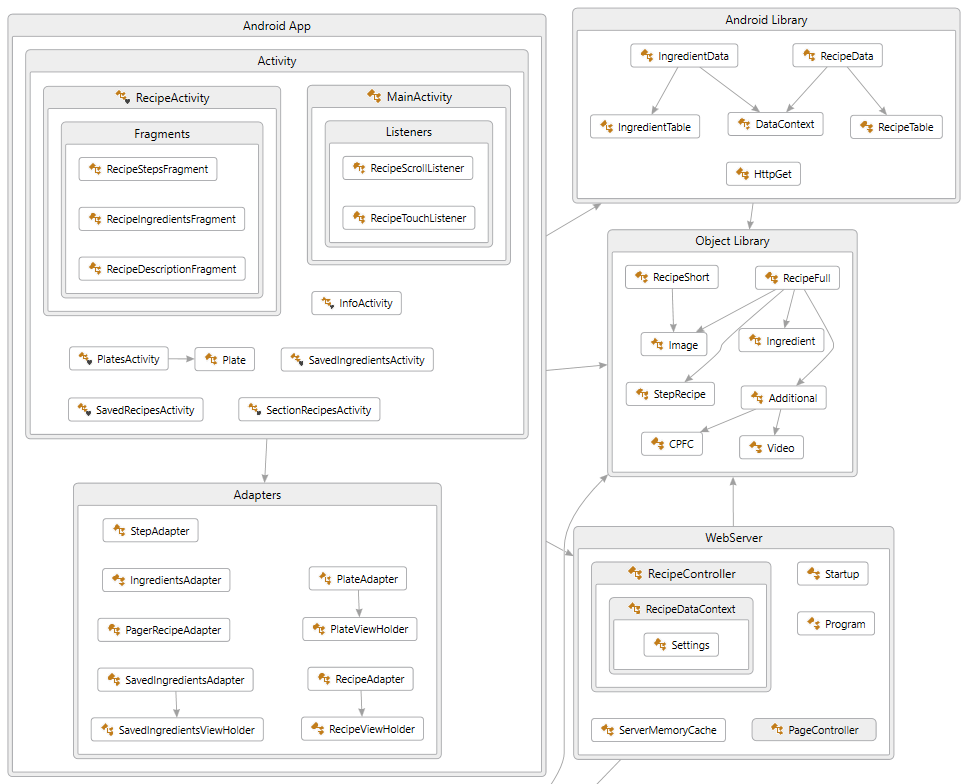 Android App
Activity
RecipeActivity
Fragments
RecipeStepsFragment
RecipeIngredientsFragment
RecipeDescriptionFragment
MainActivity
Listeners
RecipeScrollListener
RecipeTouchListener
InfoActivity
PlatesActivity
Plate
SavedIngredientsActivity
SavedRecipesActivity
SectionRecipesActivity
Adapters
StepAdapter
IngredientsAdapter
PlateAdapter
PagerRecipeAdapter
PlateViewHolder
SavedIngredientsAdapter
RecipeAdapter
SavedIngredientsViewHolder
RecipeViewHolder
Android Library
IngredientData
RecipeData
IngredientTable
DataContext
RecipeTable
HttpGet
Object Library
RecipeShort
RecipeFull
Image
Ingredient
StepRecipe
Additional
CPFC
Video
WebServer
RecipeController
RecipeDataContext
Settings
Startup
Program
ServerMemoryCache
PageController